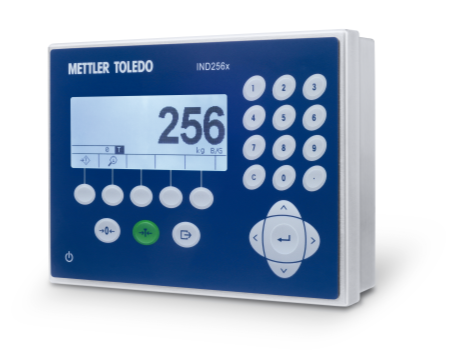 METTLER TOLEDO
IND256x
256
kg B/G
T
1 2 3
4 5 6
7 8 9
C 0 .